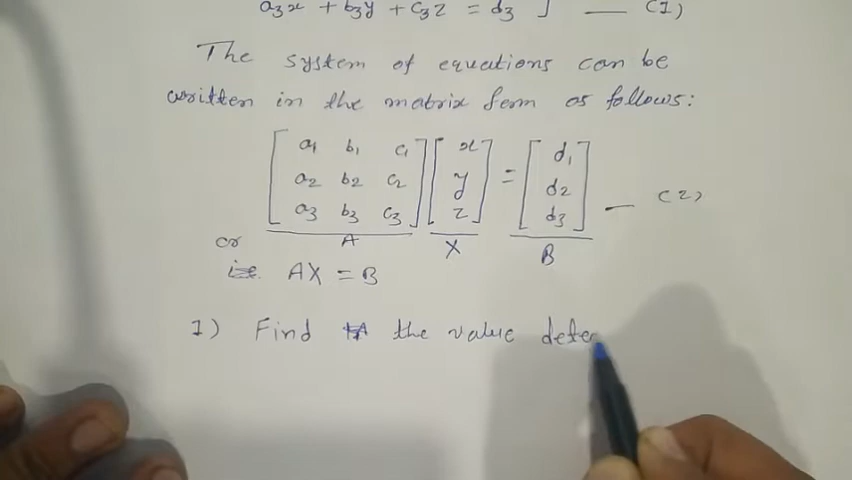 a3x + b3y + c3z = d3 ] — (1)
The system of equations can be
written in the matrix form as follows:
[ a1 b1 c1 ] [ x ] = [ d1 ]
[ a2 b2 c2 ] [ y ] [ d2 ] — (2)
[ a3 b3 c3 ] [ z ] [ d3 ]
A X B
or
i.e. AX = B
1) Find the value dete